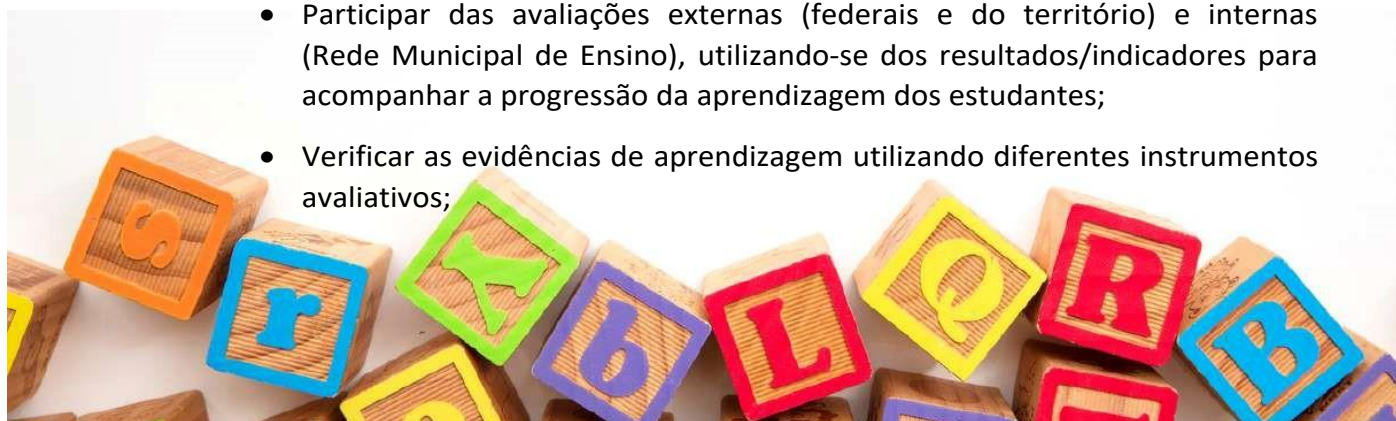 • Participar das avaliações externas (federais e do território) e internas
(Rede Municipal de Ensino), utilizando-se dos resultados/indicadores para
acompanhar a progressão da aprendizagem dos estudantes;
• Verificar as evidências de aprendizagem utilizando diferentes instrumentos
avaliativos;
s r Y b L Q R B